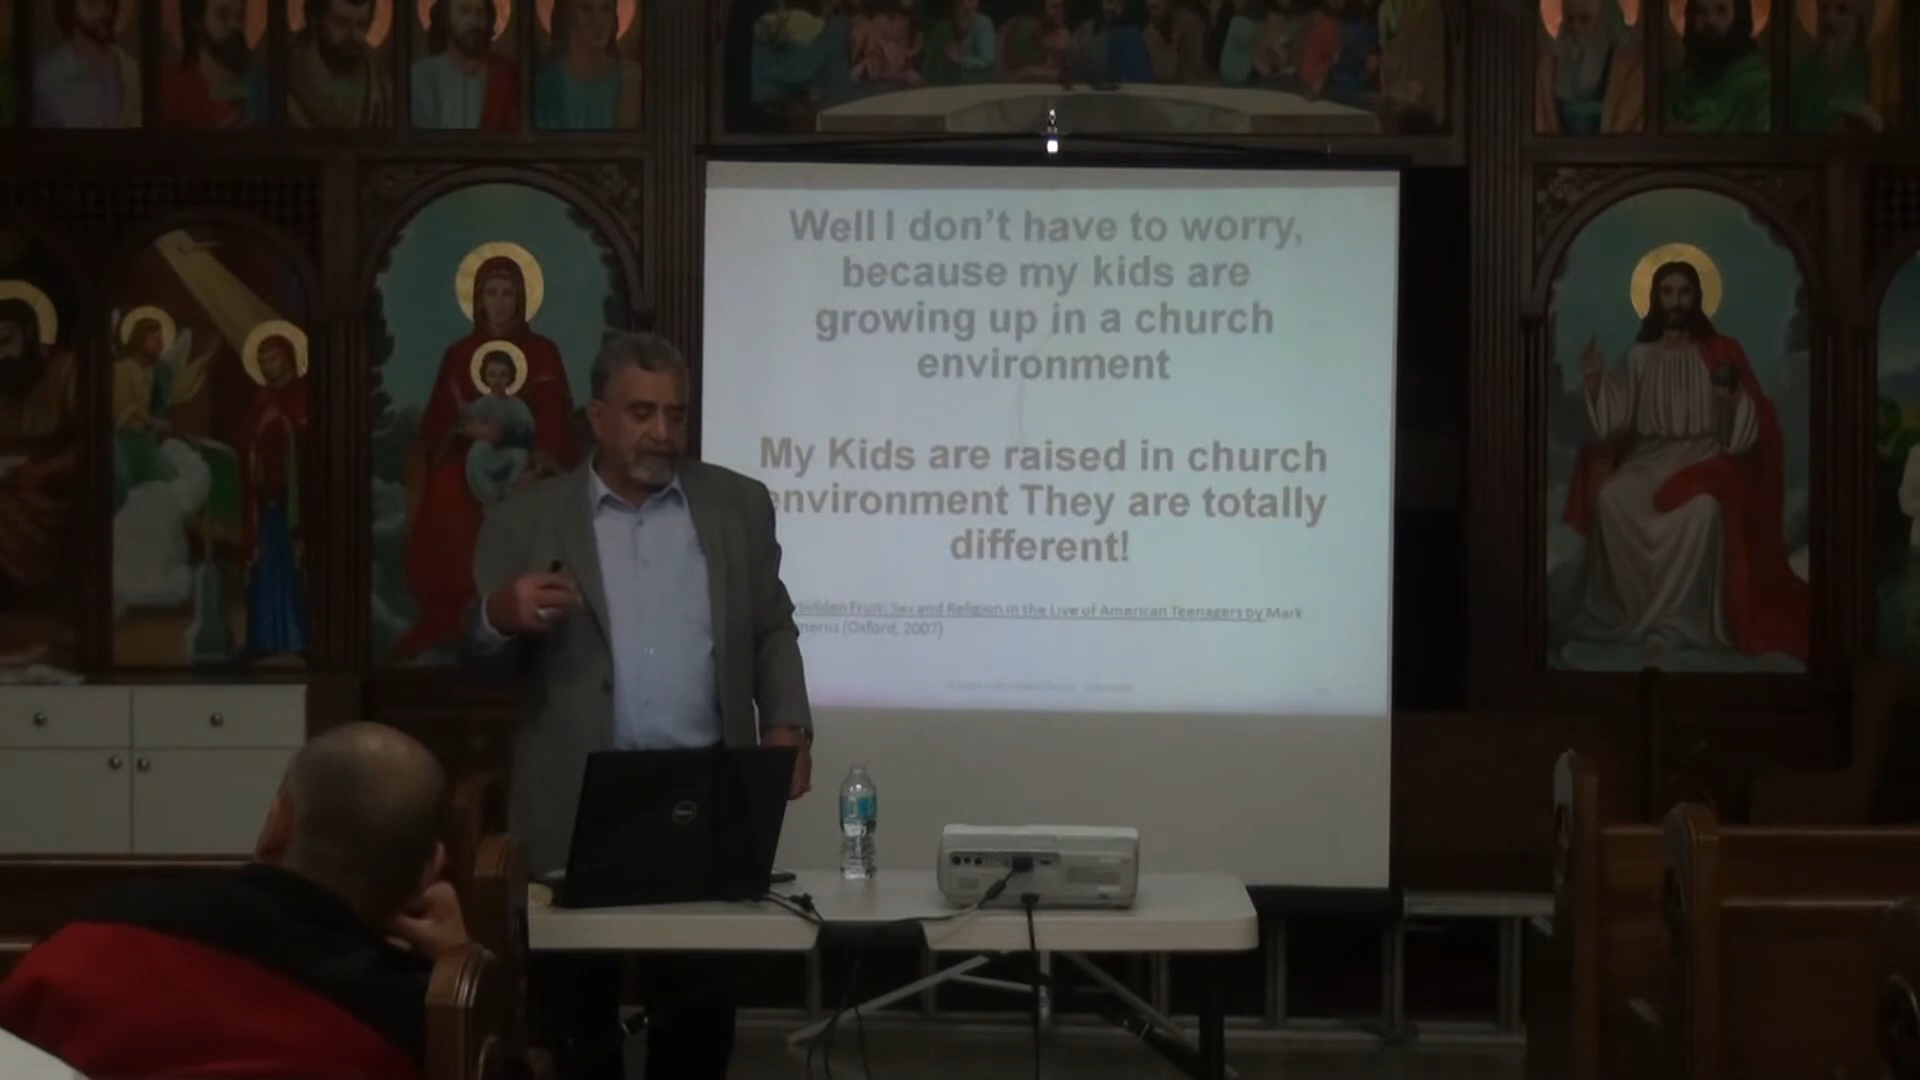 Well I don't have to worry,
because my kids are
growing up in a church
environment
My Kids are raised in church
environment They are totally
different!
Fruit: Sex and Religion in the Live of American Teenagers by Mark
(Oxford, 2007)
DELL